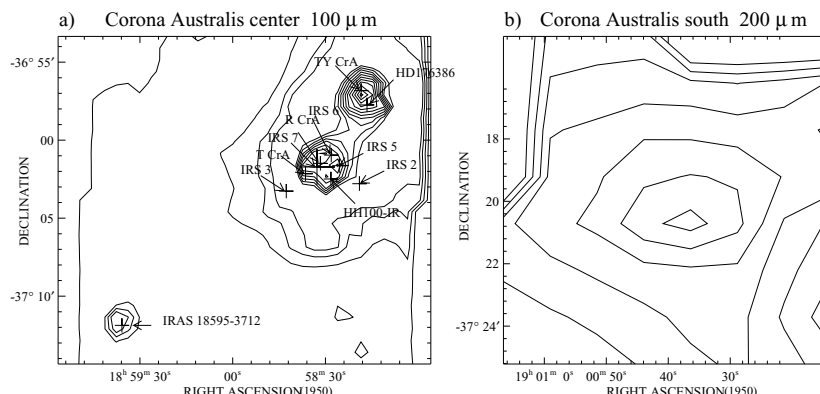 a) Corona Australis center 100 μ m
-36° 55′
00
05
-37° 10′
DECLINATION
TY CrA
HD176386
IRS 6
R CrA
IRS 7
IRS 5
T CrA
IRS 2
IRS 3
HH100-IR
IRAS 18595-3712
18ʰ 59ᵐ 30ˢ 00ˢ 58ᵐ 30ˢ
RIGHT ASCENSION(1950)
b) Corona Australis south 200 μ m
18
20
22
-37° 24′
DECLINATION
19ʰ 01ᵐ 0ˢ 00ᵐ 50ˢ 40ˢ 30ˢ
RIGHT ASCENSION(1950)